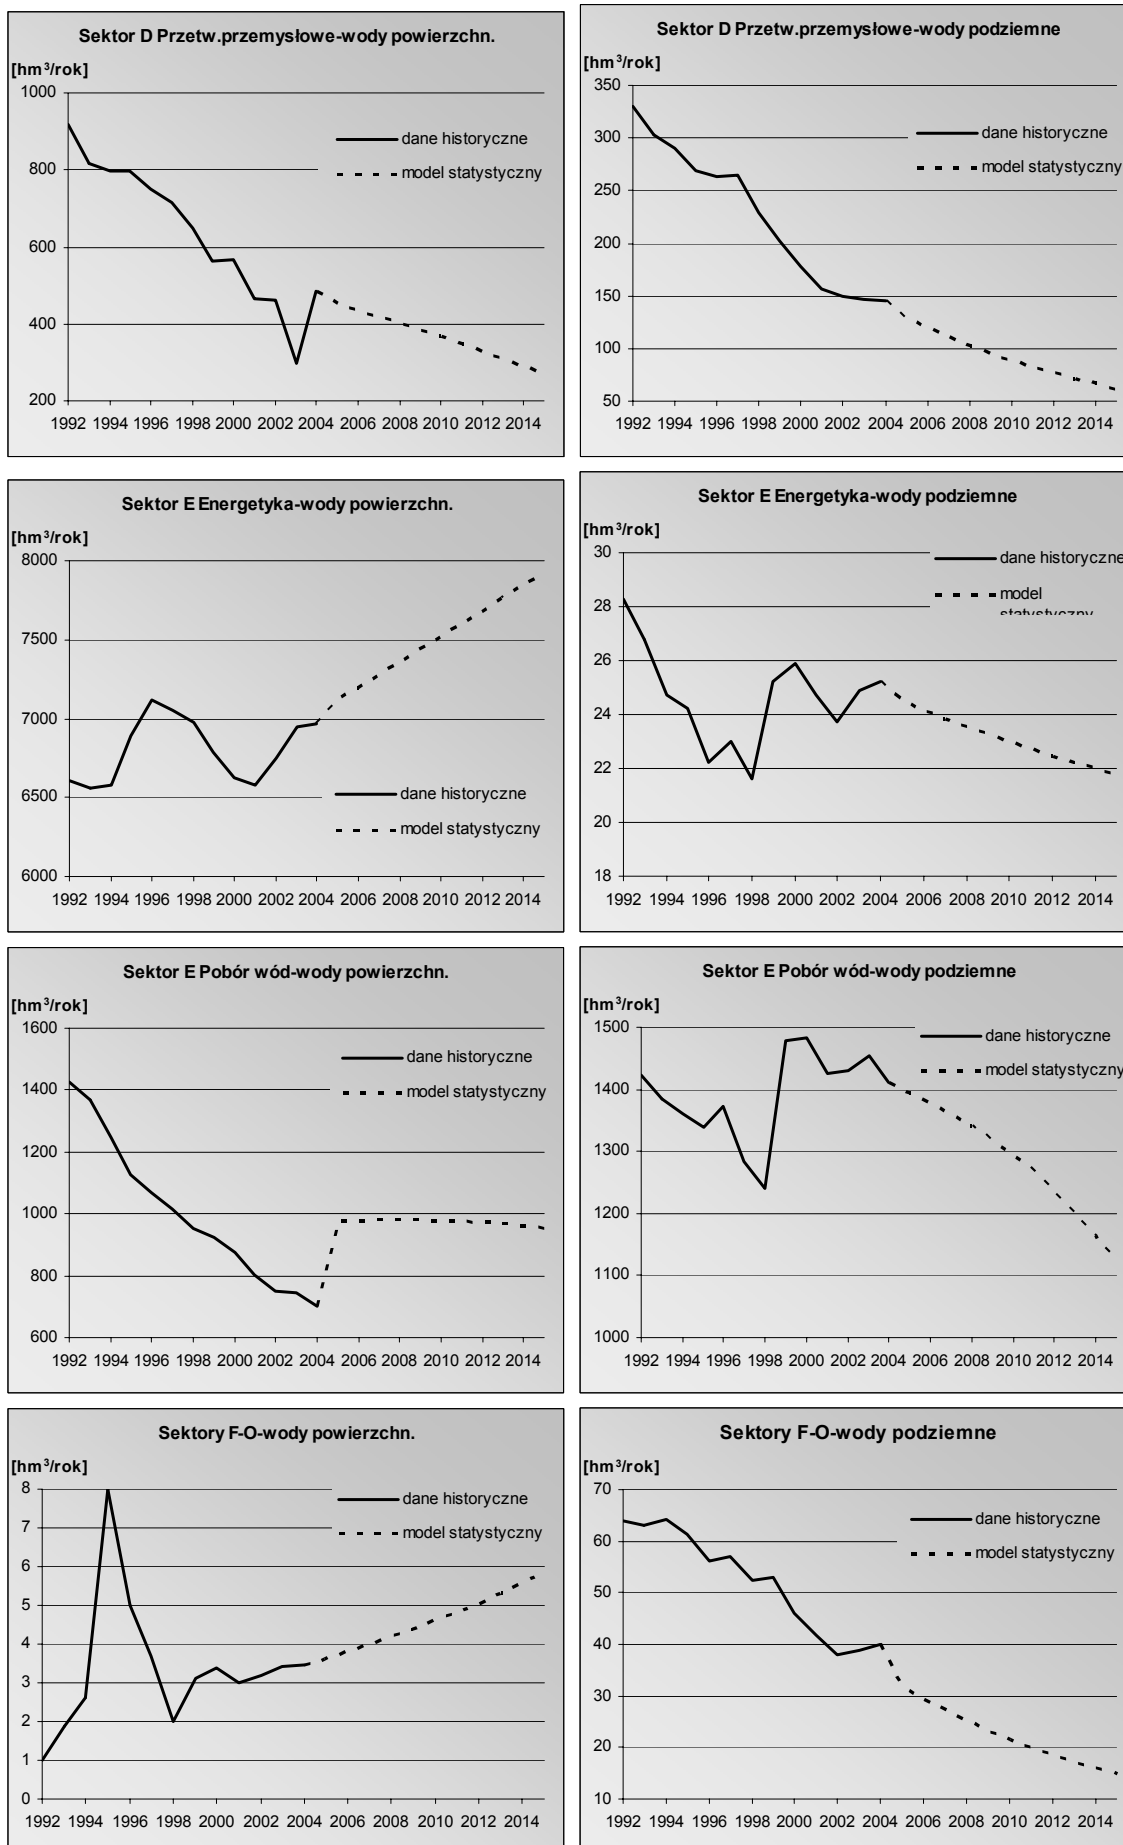 Sektor D Przetw.przemysłowe-wody powierzchn.
[hm³/rok]
1000
800
600
400
200
dane historyczne
model statystyczny
1992 1994 1996 1998 2000 2002 2004 2006 2008 2010 2012 2014
Sektor D Przetw.przemysłowe-wody podziemne
[hm³/rok]
350
300
250
200
150
100
50
dane historyczne
model statystyczny
1992 1994 1996 1998 2000 2002 2004 2006 2008 2010 2012 2014
Sektor E Energetyka-wody powierzchn.
[hm³/rok]
8000
7500
7000
6500
6000
dane historyczne
model statystyczny
1992 1994 1996 1998 2000 2002 2004 2006 2008 2010 2012 2014
Sektor E Energetyka-wody podziemne
[hm³/rok]
30
28
26
24
22
20
18
dane historyczne
model
statystyczny
1992 1994 1996 1998 2000 2002 2004 2006 2008 2010 2012 2014
Sektor E Pobór wód-wody powierzchn.
[hm³/rok]
1600
1400
1200
1000
800
600
dane historyczne
model statystyczny
1992 1994 1996 1998 2000 2002 2004 2006 2008 2010 2012 2014
Sektor E Pobór wód-wody podziemne
[hm³/rok]
1500
1400
1300
1200
1100
1000
dane historyczne
model statystyczny
1992 1994 1996 1998 2000 2002 2004 2006 2008 2010 2012 2014
Sektory F-O-wody powierzchn.
[hm³/rok]
8
7
6
5
4
3
2
1
0
dane historyczne
model statystyczny
1992 1994 1996 1998 2000 2002 2004 2006 2008 2010 2012 2014
Sektory F-O-wody podziemne
[hm³/rok]
70
60
50
40
30
20
10
dane historyczne
model statystyczny
1992 1994 1996 1998 2000 2002 2004 2006 2008 2010 2012 2014